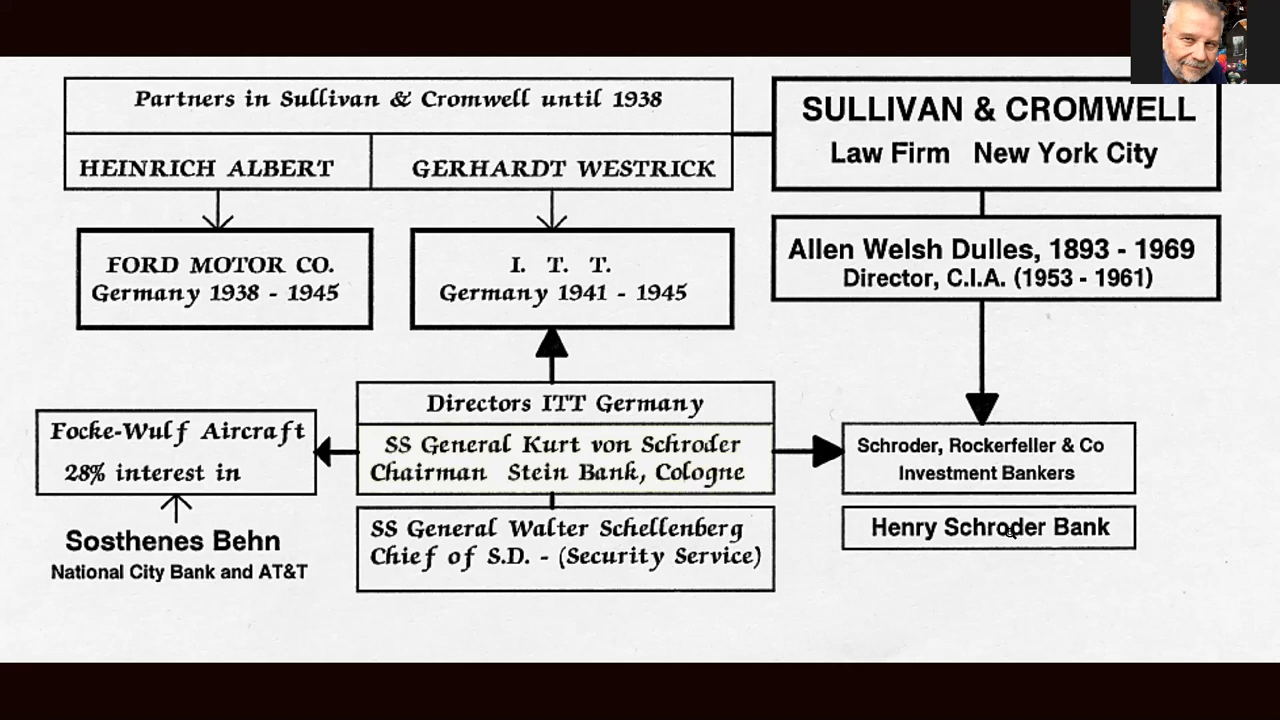 Partners in Sullivan & Cromwell until 1938
HEINRICH ALBERT
GERHARDT WESTRICK
SULLIVAN & CROMWELL
Law Firm New York City
FORD MOTOR CO.
Germany 1938 - 1945
I. T. T.
Germany 1941 - 1945
Allen Welsh Dulles, 1893 - 1969
Director, C.I.A. (1953 - 1961)
Directors ITT Germany
SS General Kurt von Schroder
Chairman Stein Bank, Cologne
SS General Walter Schellenberg
Chief of S.D. - (Security Service)
Focke-Wulf Aircraft
28% interest in
Sosthenes Behn
National City Bank and AT&T
Schroder, Rockerfeller & Co
Investment Bankers
Henry Schroder Bank